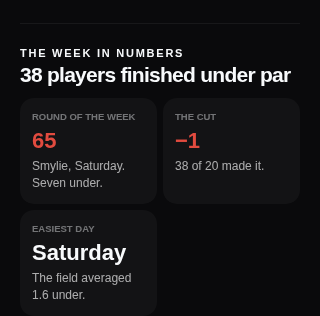 THE WEEK IN NUMBERS
38 players finished under par
ROUND OF THE WEEK
65
Smylie, Saturday.
Seven under.
THE CUT
−1
38 of 20 made it.
EASIEST DAY
Saturday
The field averaged
1.6 under.